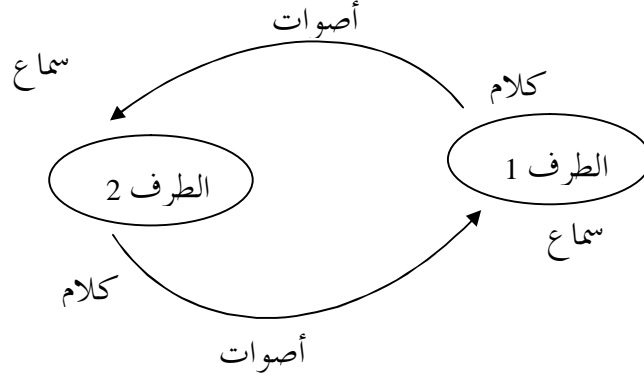 أصوات
كلام
سماع
الطرف 1
الطرف 2
سماع
كلام
أصوات